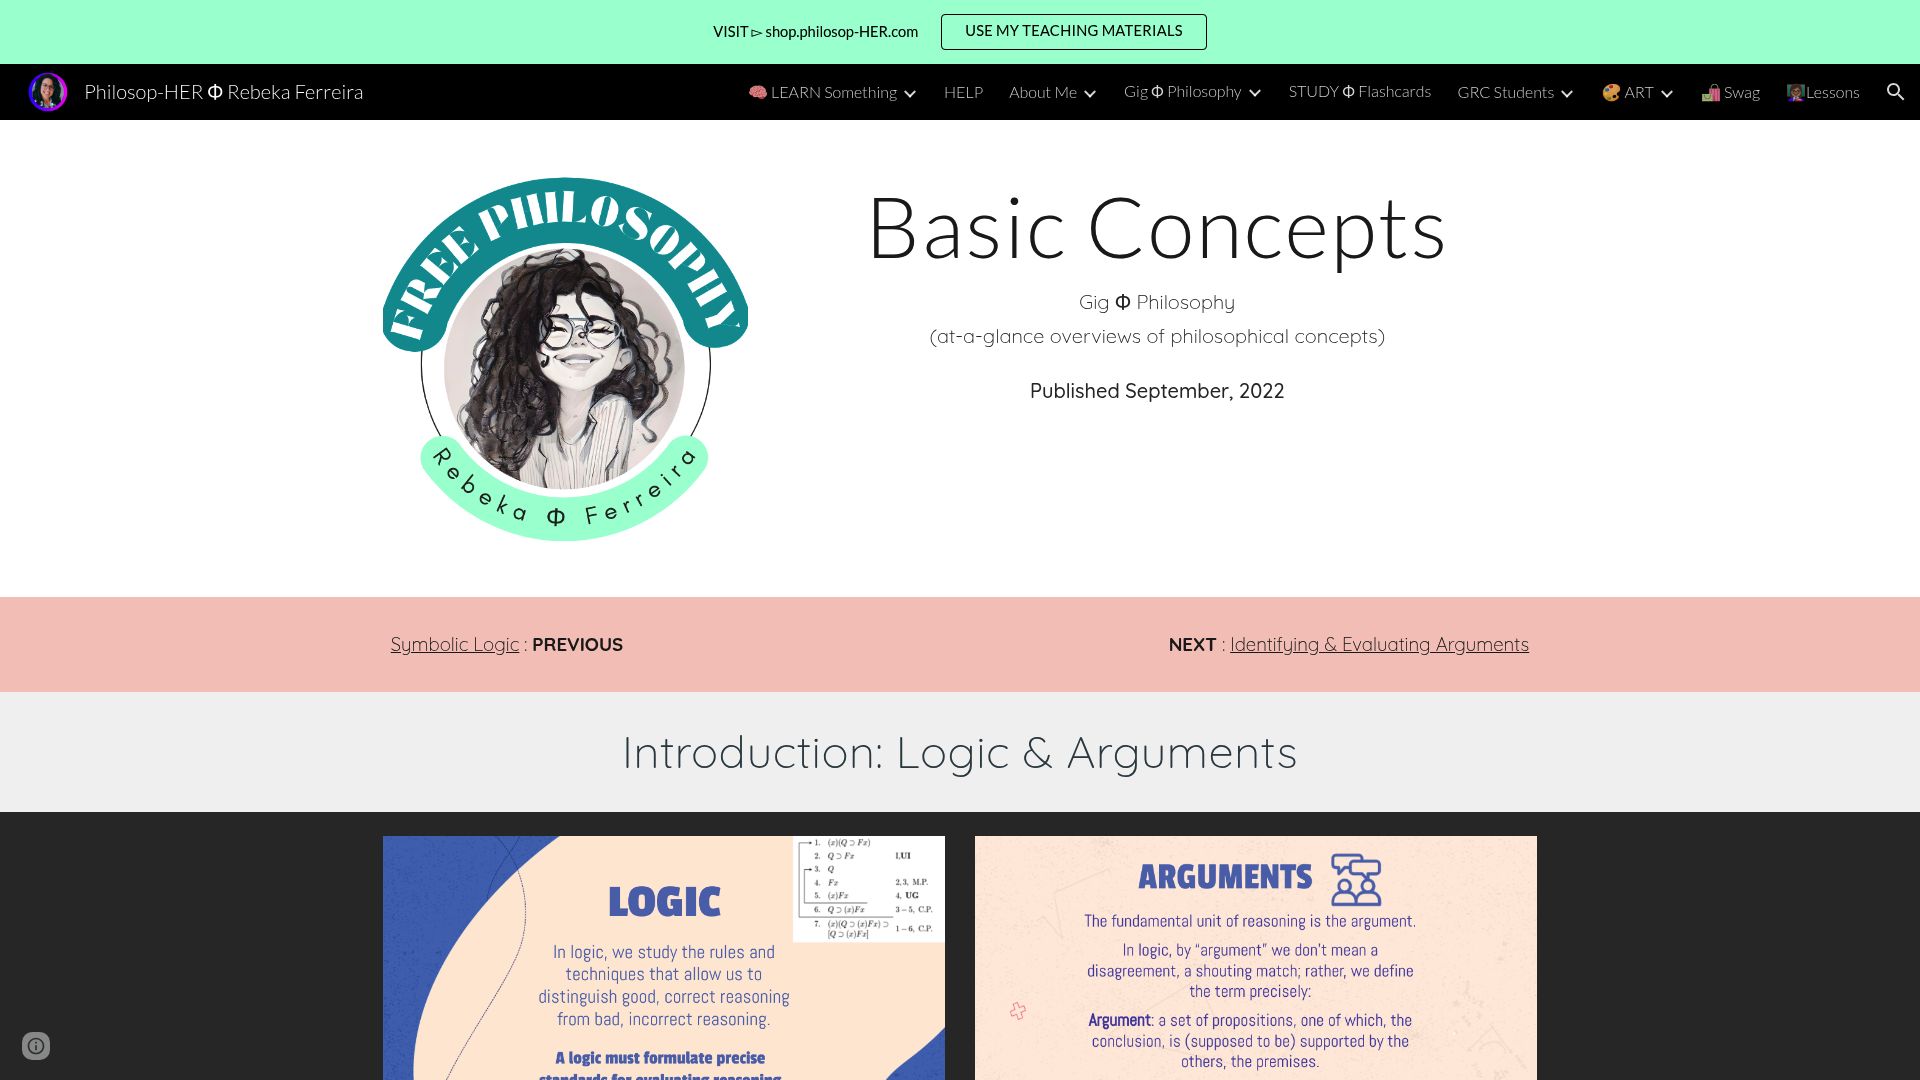 VISIT ▻ shop.philosop-HER.com
USE MY TEACHING MATERIALS
Philosop-HER Φ Rebeka Ferreira
🧠 LEARN Something
HELP
About Me
Gig Φ Philosophy
STUDY Φ Flashcards
GRC Students
🎨 ART
🛍️ Swag
👩🏽‍🏫Lessons
FREE PHILOSOPHY
Rebeka Φ Ferreira
Basic Concepts
Gig Φ Philosophy
(at-a-glance overviews of philosophical concepts)
Published September, 2022
Symbolic Logic : PREVIOUS
NEXT : Identifying & Evaluating Arguments
Introduction: Logic & Arguments
LOGIC
In logic, we study the rules and
techniques that allow us to
distinguish good, correct reasoning
from bad, incorrect reasoning.
A logic must formulate precise
standards for evaluating reasoning
1. (x)(Q ⊃ Fx)
2. Q ⊃ Fx 1,UI
3. Q
4. Fx 2,3, M.P.
5. (x)Fx 4, UG
6. Q ⊃ (x)Fx 3 – 5, C.P.
7. (x)(Q ⊃ (x)Fx) ⊃
[Q ⊃ (x)Fx] 1 – 6, C.P.
ARGUMENTS
The fundamental unit of reasoning is the argument.
In logic, by “argument” we don't mean a
disagreement, a shouting match; rather, we define
the term precisely:
Argument: a set of propositions, one of which, the
conclusion, is (supposed to be) supported by the
others, the premises.